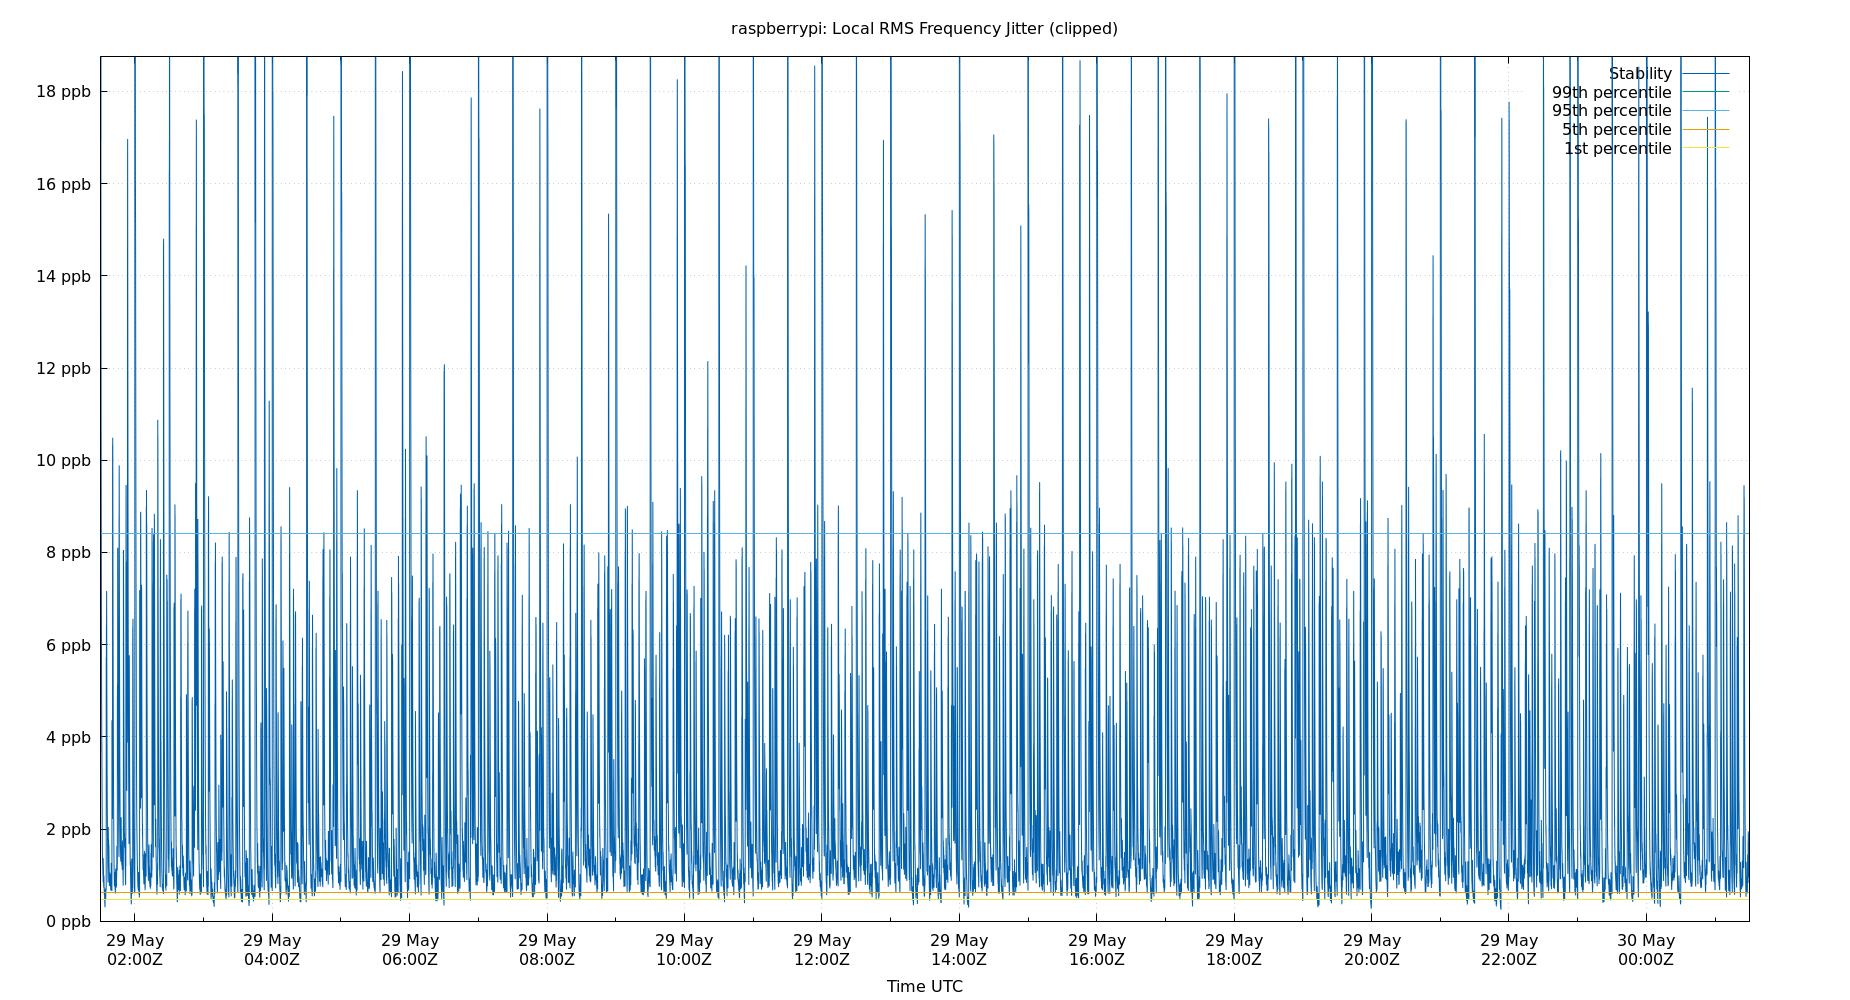 raspberrypi: Local RMS Frequency Jitter (clipped)
Stability
99th percentile
95th percentile
5th percentile
1st percentile
18 ppb
16 ppb
14 ppb
12 ppb
10 ppb
8 ppb
6 ppb
4 ppb
2 ppb
0 ppb
29 May 29 May 29 May 29 May 29 May 29 May 29 May 29 May 29 May 29 May 29 May 30 May
02:00Z 04:00Z 06:00Z 08:00Z 10:00Z 12:00Z 14:00Z 16:00Z 18:00Z 20:00Z 22:00Z 00:00Z
Time UTC